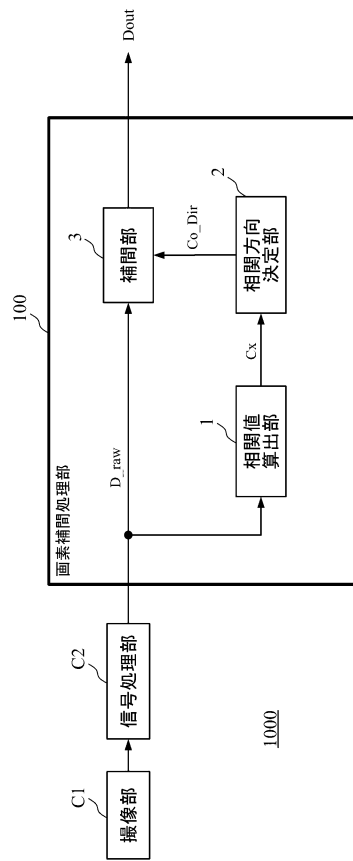 100
画素補間処理部
C1
撮像部
C2
信号処理部
D_raw
3
補間部
Dout
1
相関値
算出部
Cx
2
相関方向
決定部
Co_Dir
1000